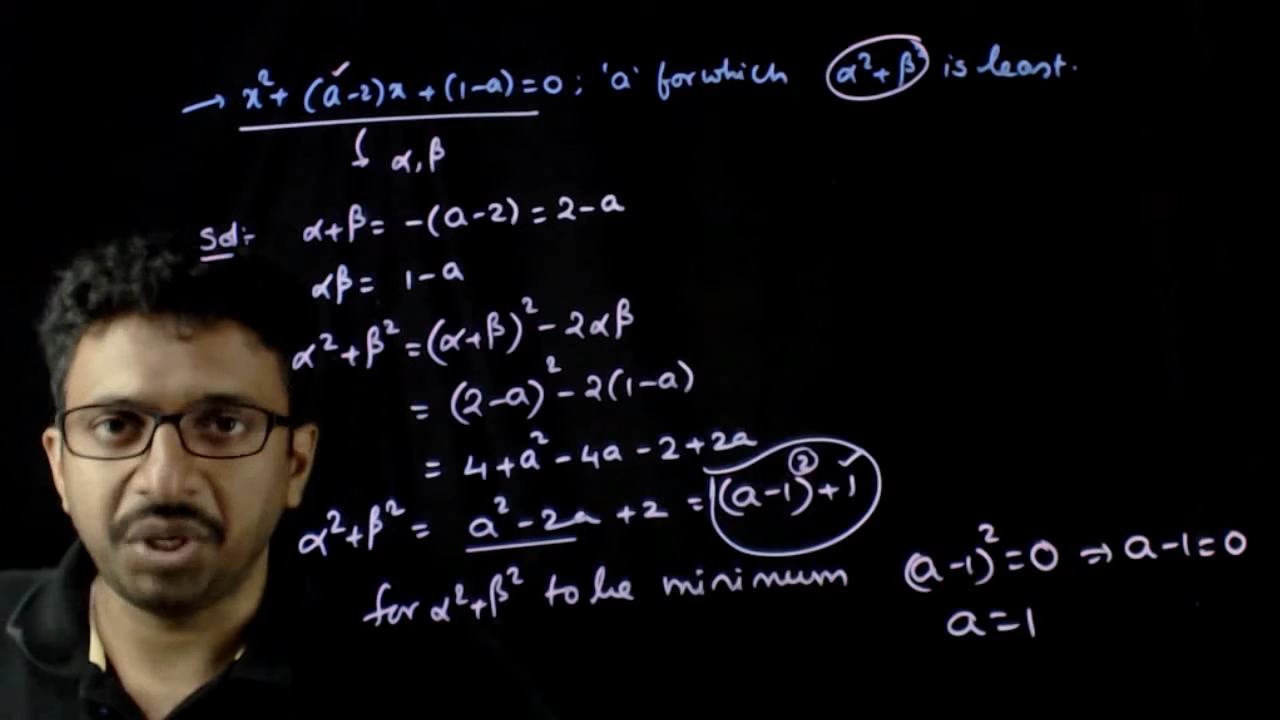 → x² + (a-2)x + (1-a) = 0 ; 'a' for which α² + β² is least.
α, β
Sol:- α+β = -(a-2) = 2-a
αβ = 1-a
α² + β² = (α+β)² - 2αβ
= (2-a)² - 2(1-a)
= 4 + a² - 4a - 2 + 2a
α² + β² = a² - 2a + 2 = (a-1)² + 1
for α² + β² to be minimum (a-1)² = 0 ⇒ a-1 = 0
a = 1